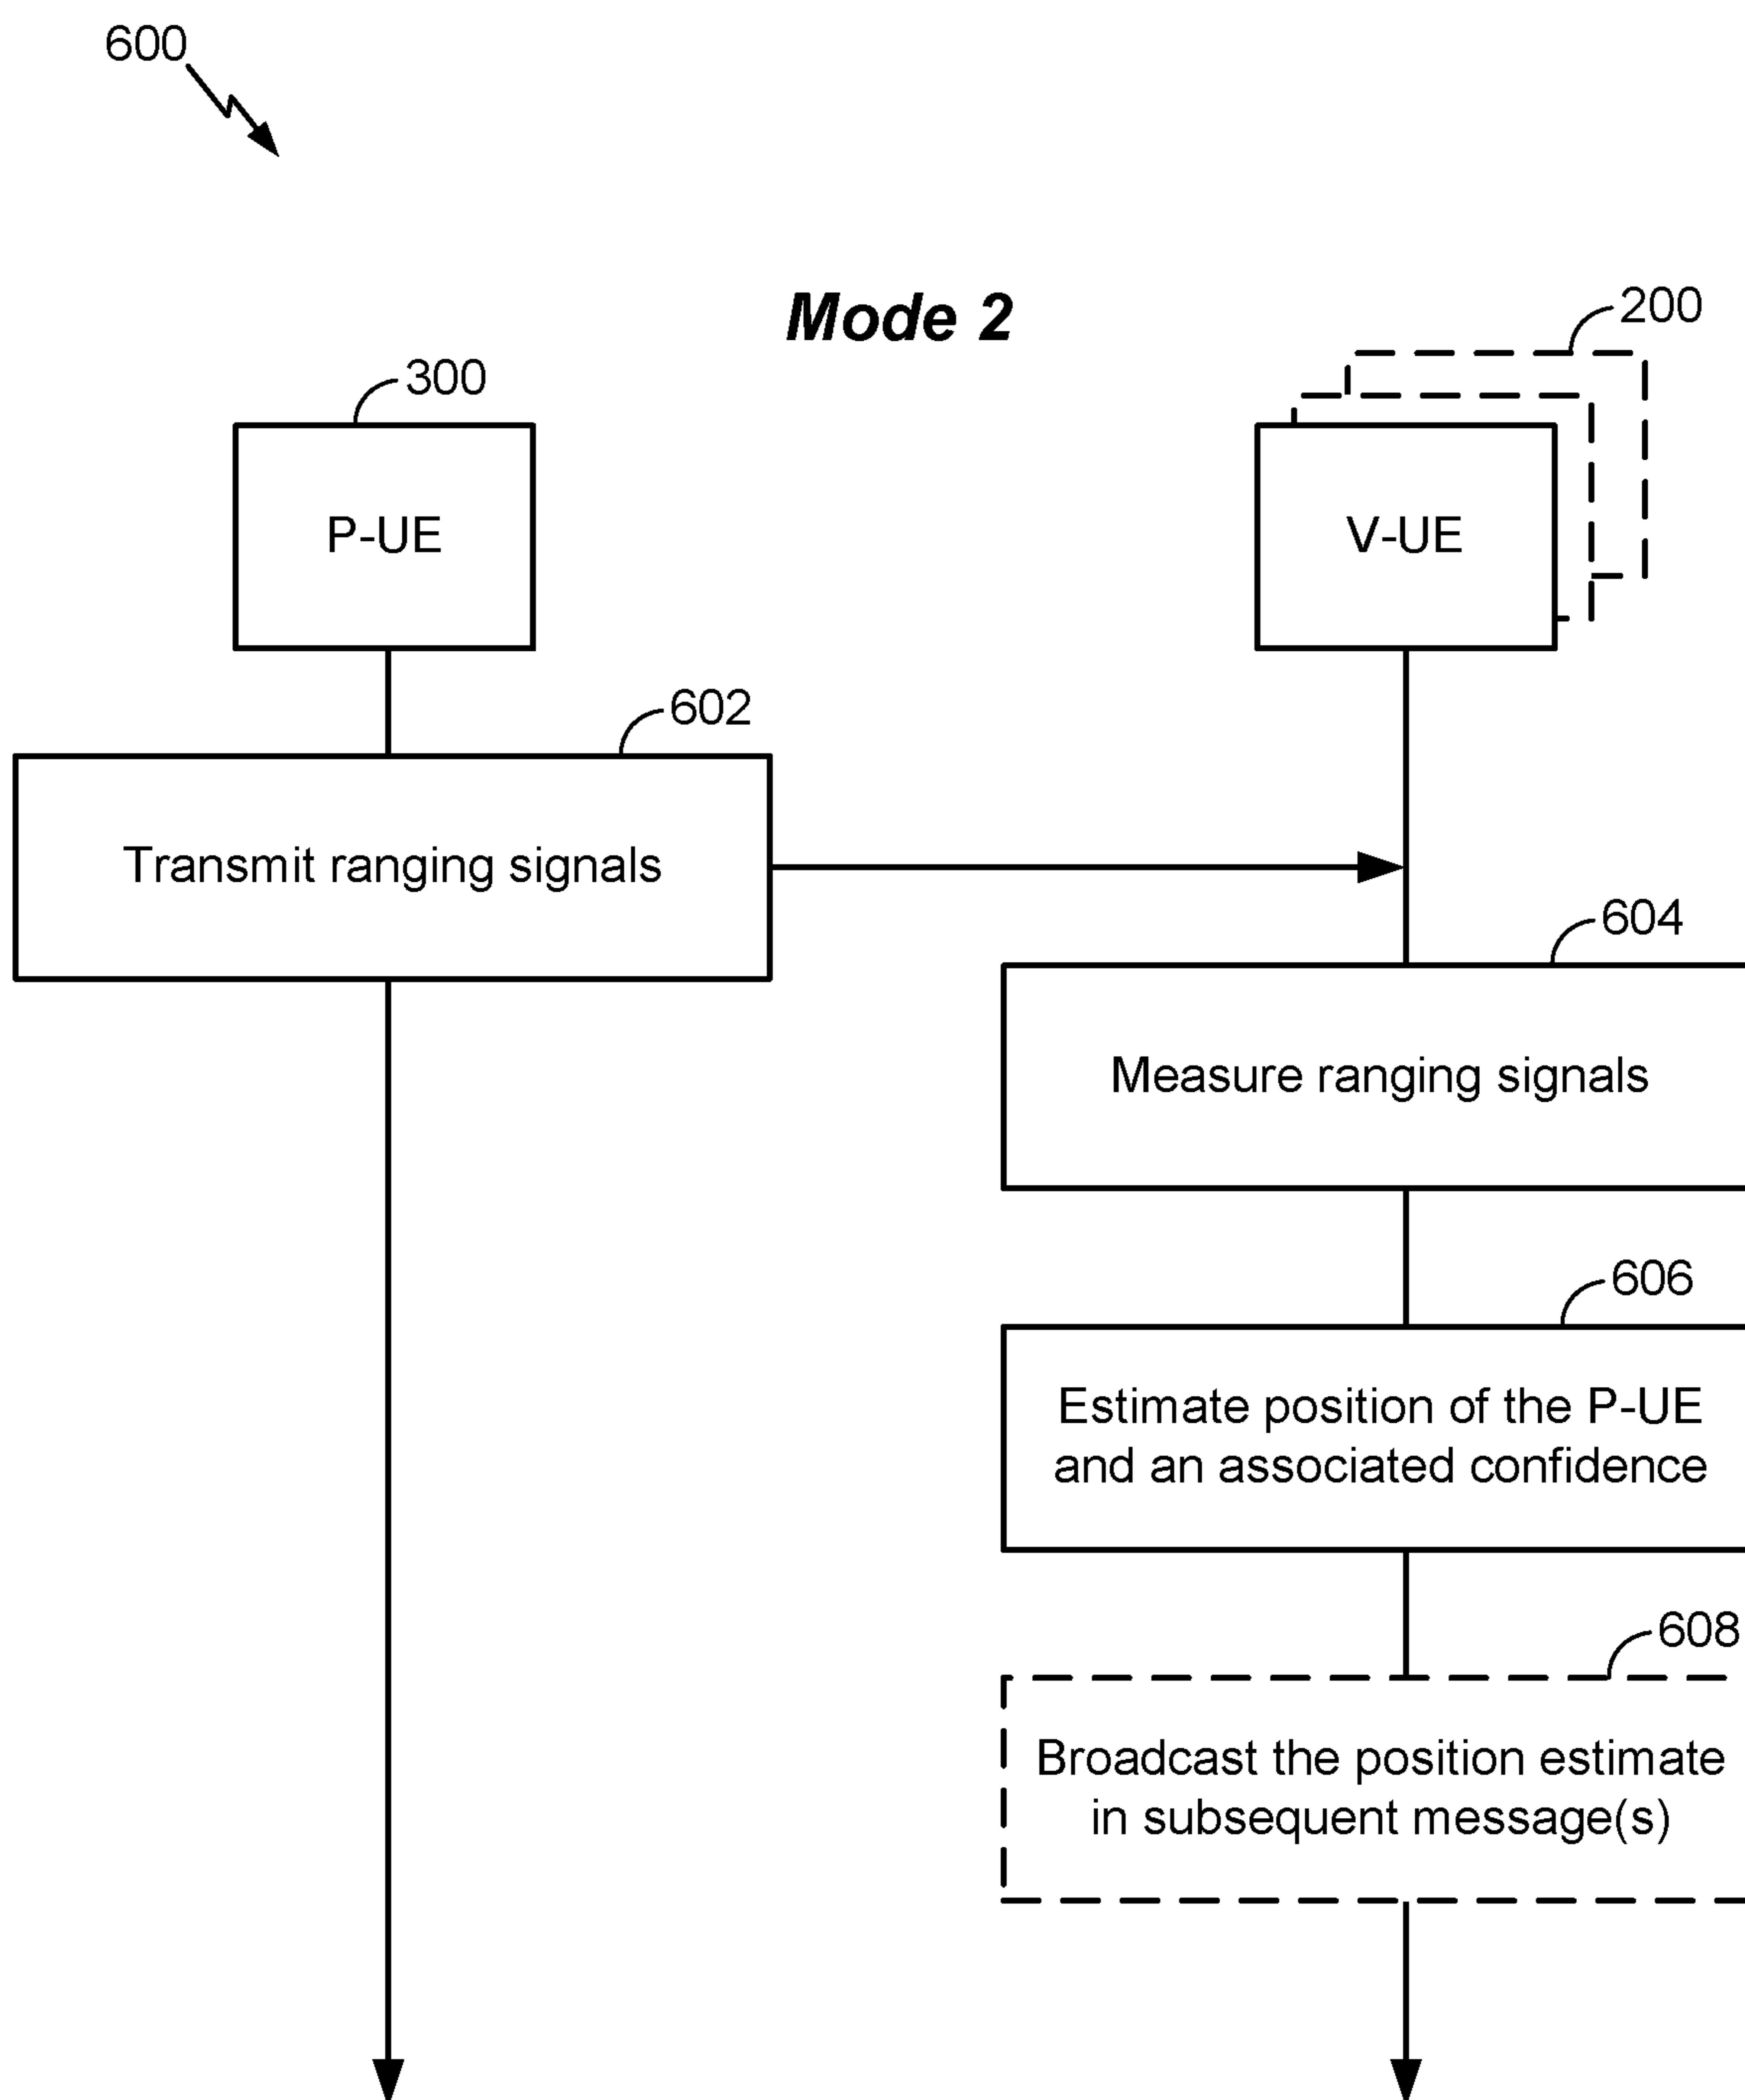 600
Mode 2
200
300
P-UE
V-UE
602
Transmit ranging signals
604
Measure ranging signals
606
Estimate position of the P-UE
and an associated confidence
608
Broadcast the position estimate
in subsequent message(s)